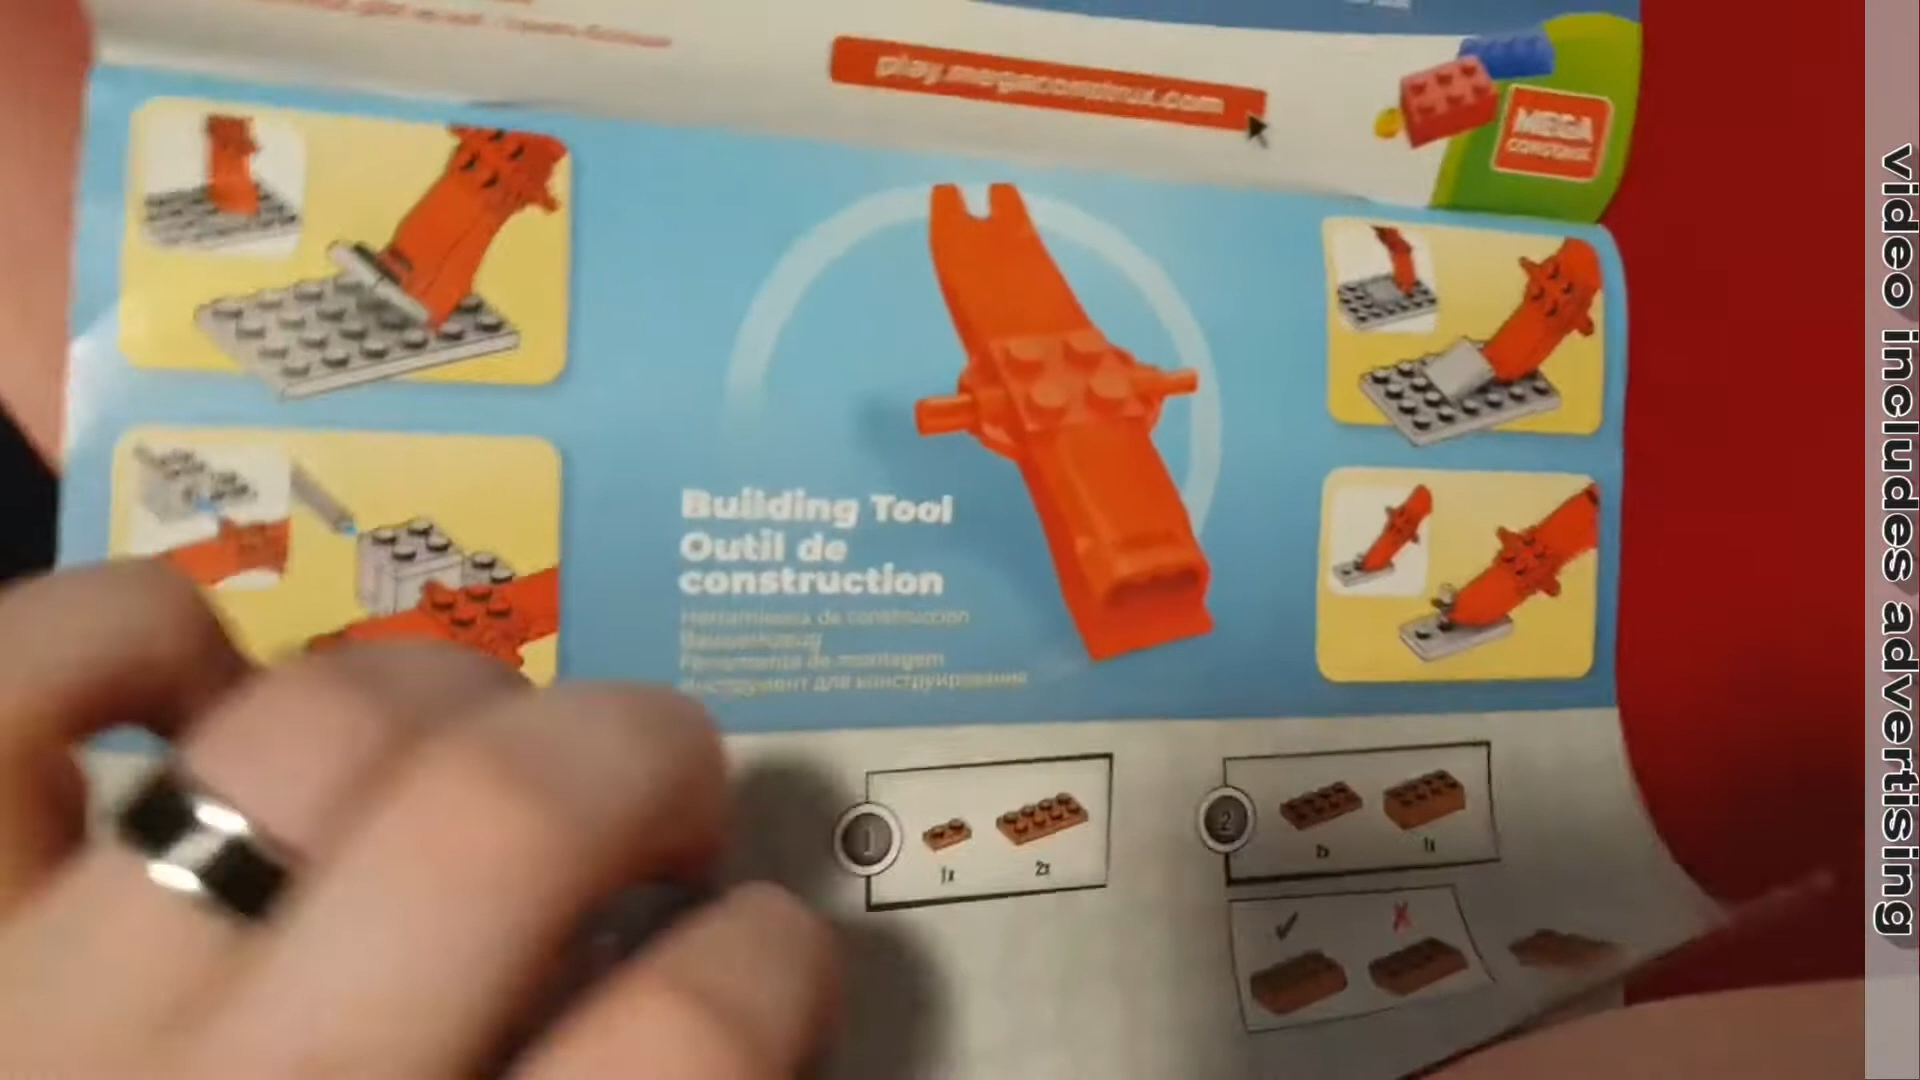 play.megaconstrux.com
MEGA
CONSTRUX
Building Tool
Outil de
construction
Herramienta de construcción
Bauwerkzeug
Ferramenta de montagem
Инструмент для конструирования
1
1x
2x
2
2x
1x
video includes advertising